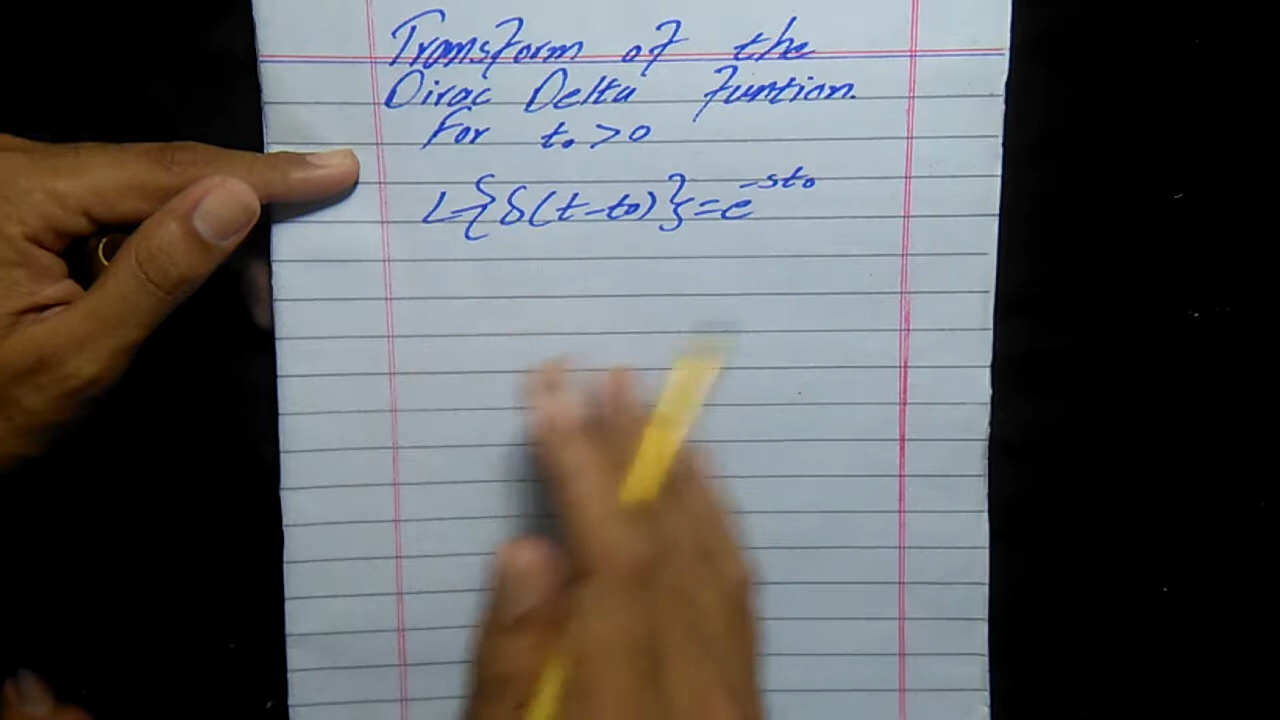 Transform of the
Dirac Delta Funtion.
For t₀ > 0
L{δ(t-t₀)} = e^-st₀